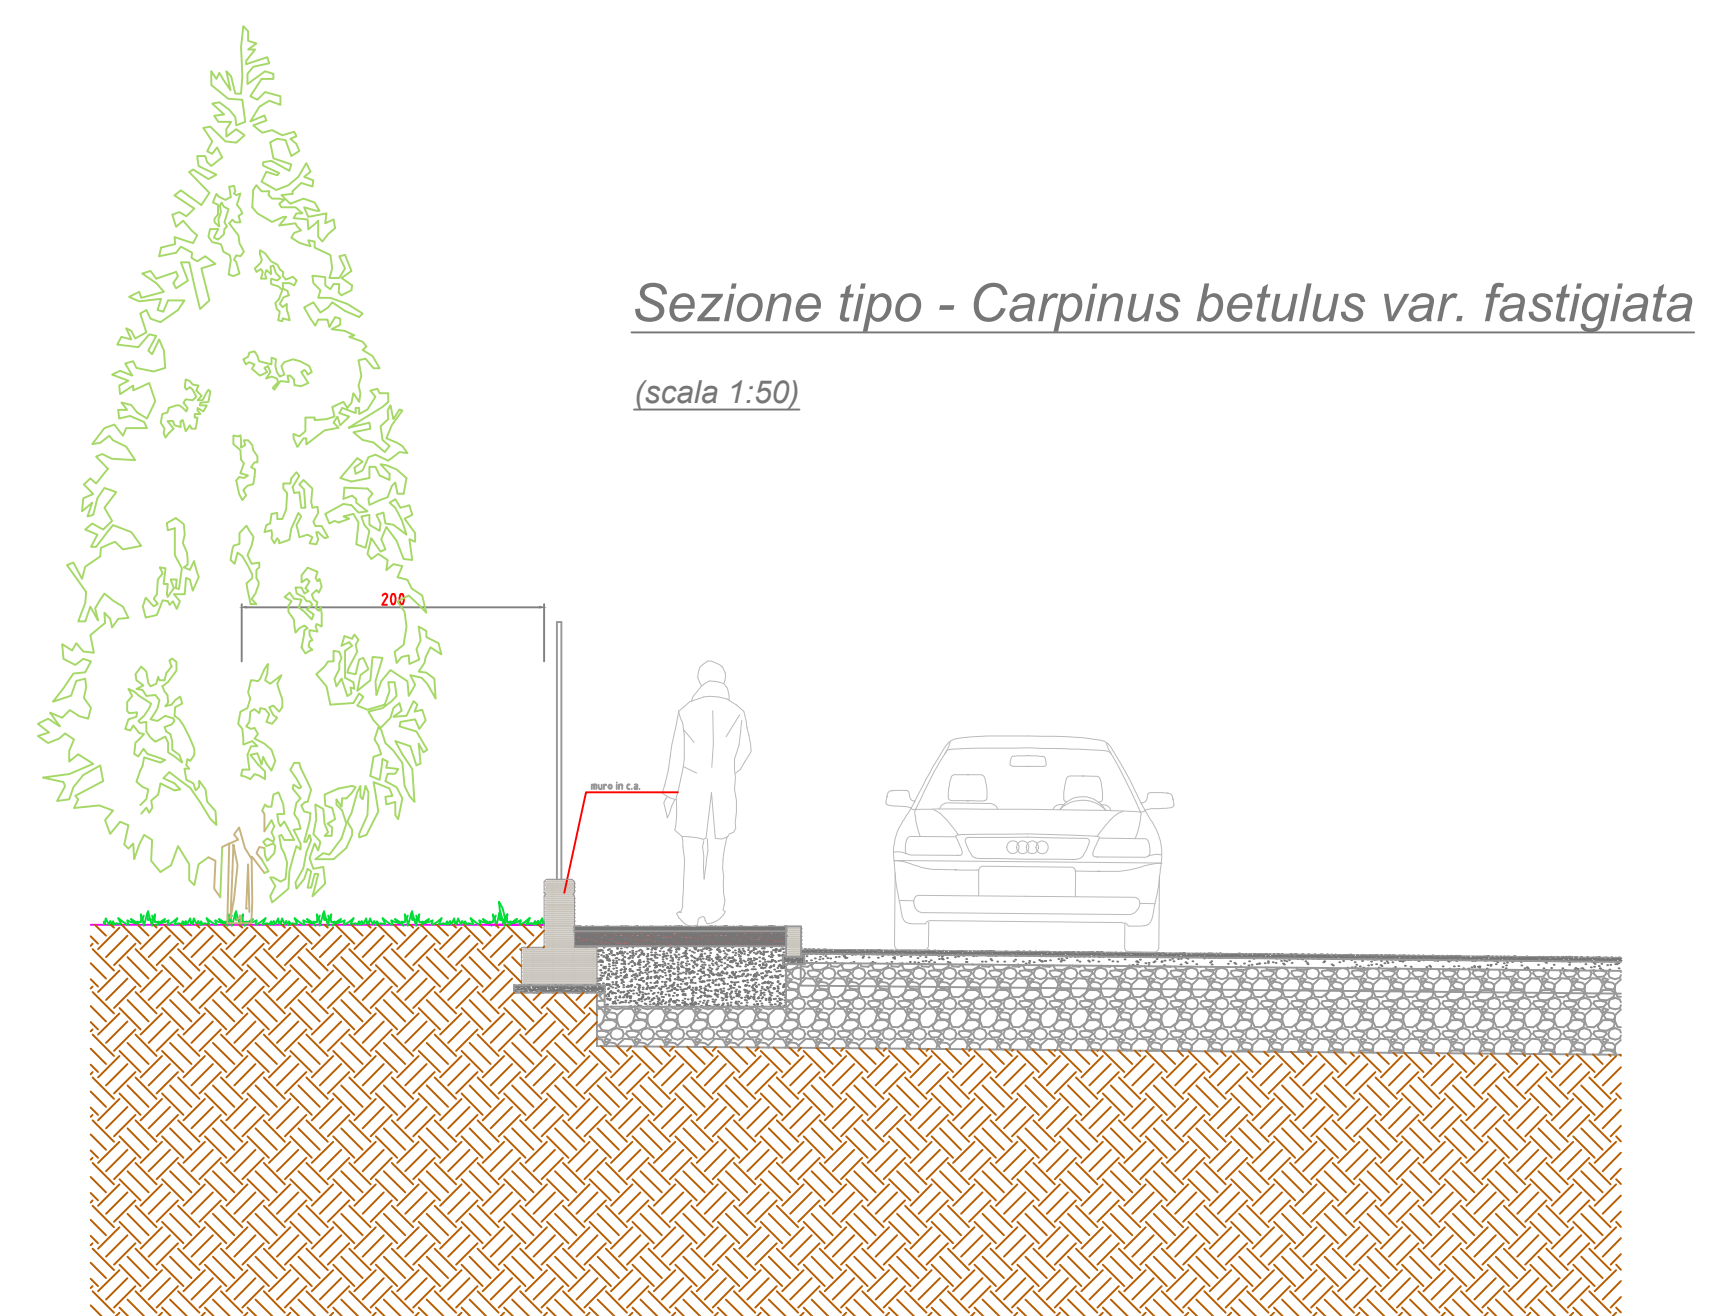 Sezione tipo - Carpinus betulus var. fastigiata
(scala 1:50)
200
muro in c.a.